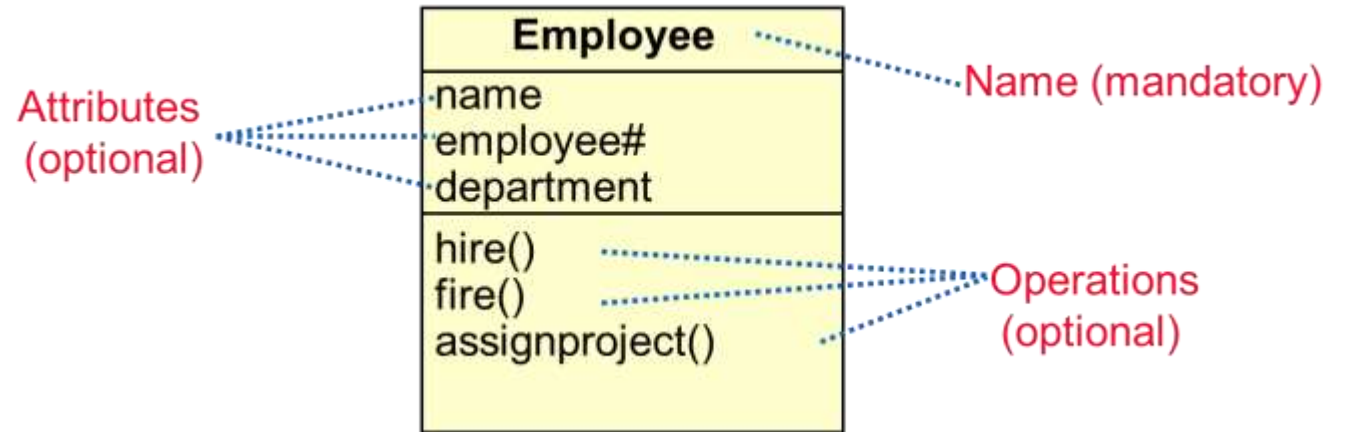 Employee
Name (mandatory)
Attributes
(optional)
name
employee#
department
hire()
fire()
assignproject()
Operations
(optional)